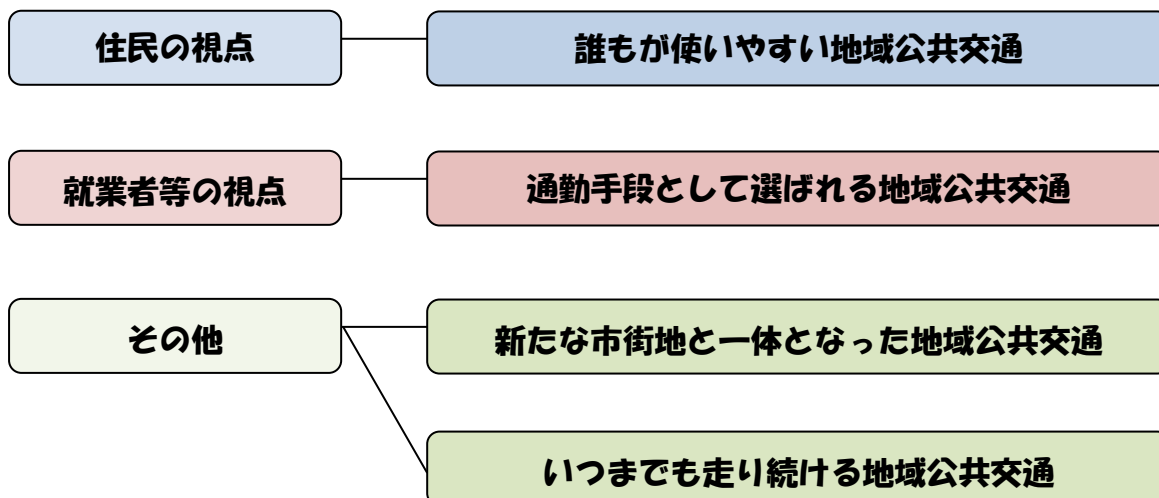 住民の視点
誰もが使いやすい地域公共交通
就業者等の視点
通勤手段として選ばれる地域公共交通
その他
新たな市街地と一体となった地域公共交通
いつまでも走り続ける地域公共交通